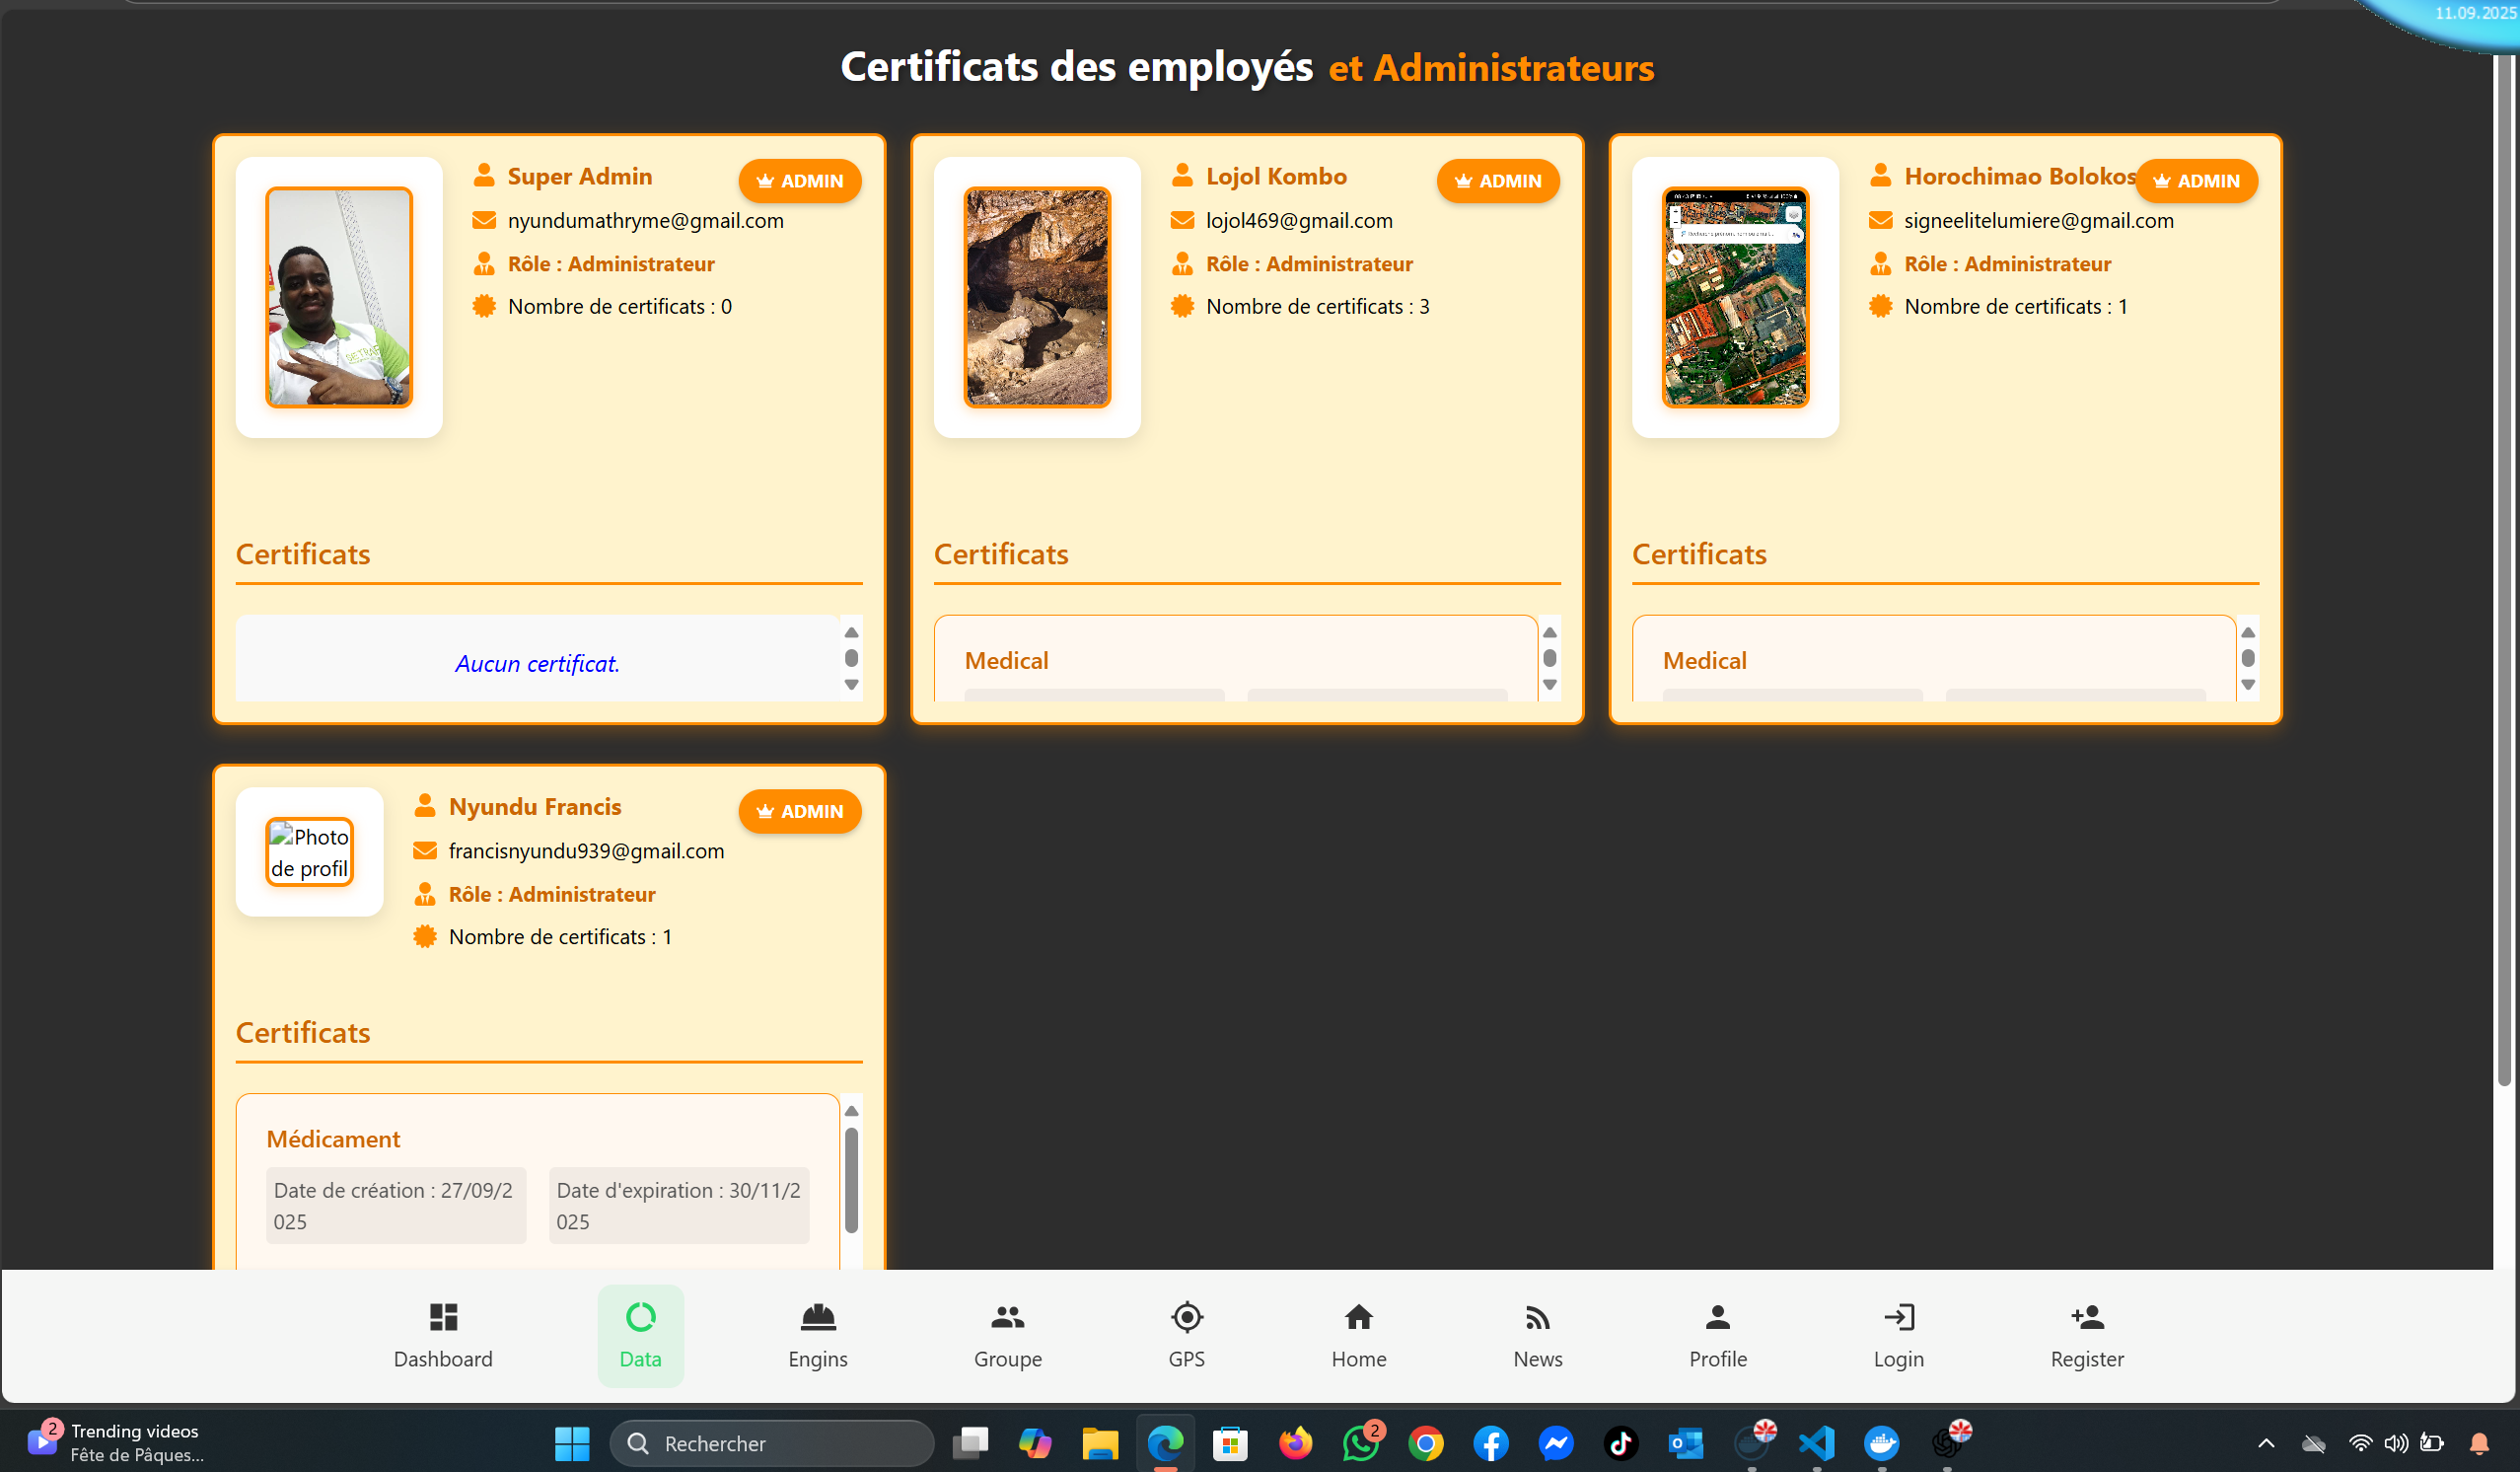 11.09.2025
Certificats des employés et Administrateurs
Super Admin
ADMIN
nyundumathryme@gmail.com
Rôle : Administrateur
Nombre de certificats : 0
Certificats
Aucun certificat.
Lojol Kombo
ADMIN
lojol469@gmail.com
Rôle : Administrateur
Nombre de certificats : 3
Certificats
Medical
Horochimao Bolokos
ADMIN
signeelitelumiere@gmail.com
Rôle : Administrateur
Nombre de certificats : 1
Certificats
Medical
Photo
de profil
Nyundu Francis
ADMIN
francisnyundu939@gmail.com
Rôle : Administrateur
Nombre de certificats : 1
Certificats
Médicament
Date de création : 27/09/2
025
Date d'expiration : 30/11/2
025
Dashboard
Data
Engins
Groupe
GPS
Home
News
Profile
Login
Register
2
Trending videos
Fête de Pâques...
Rechercher
2